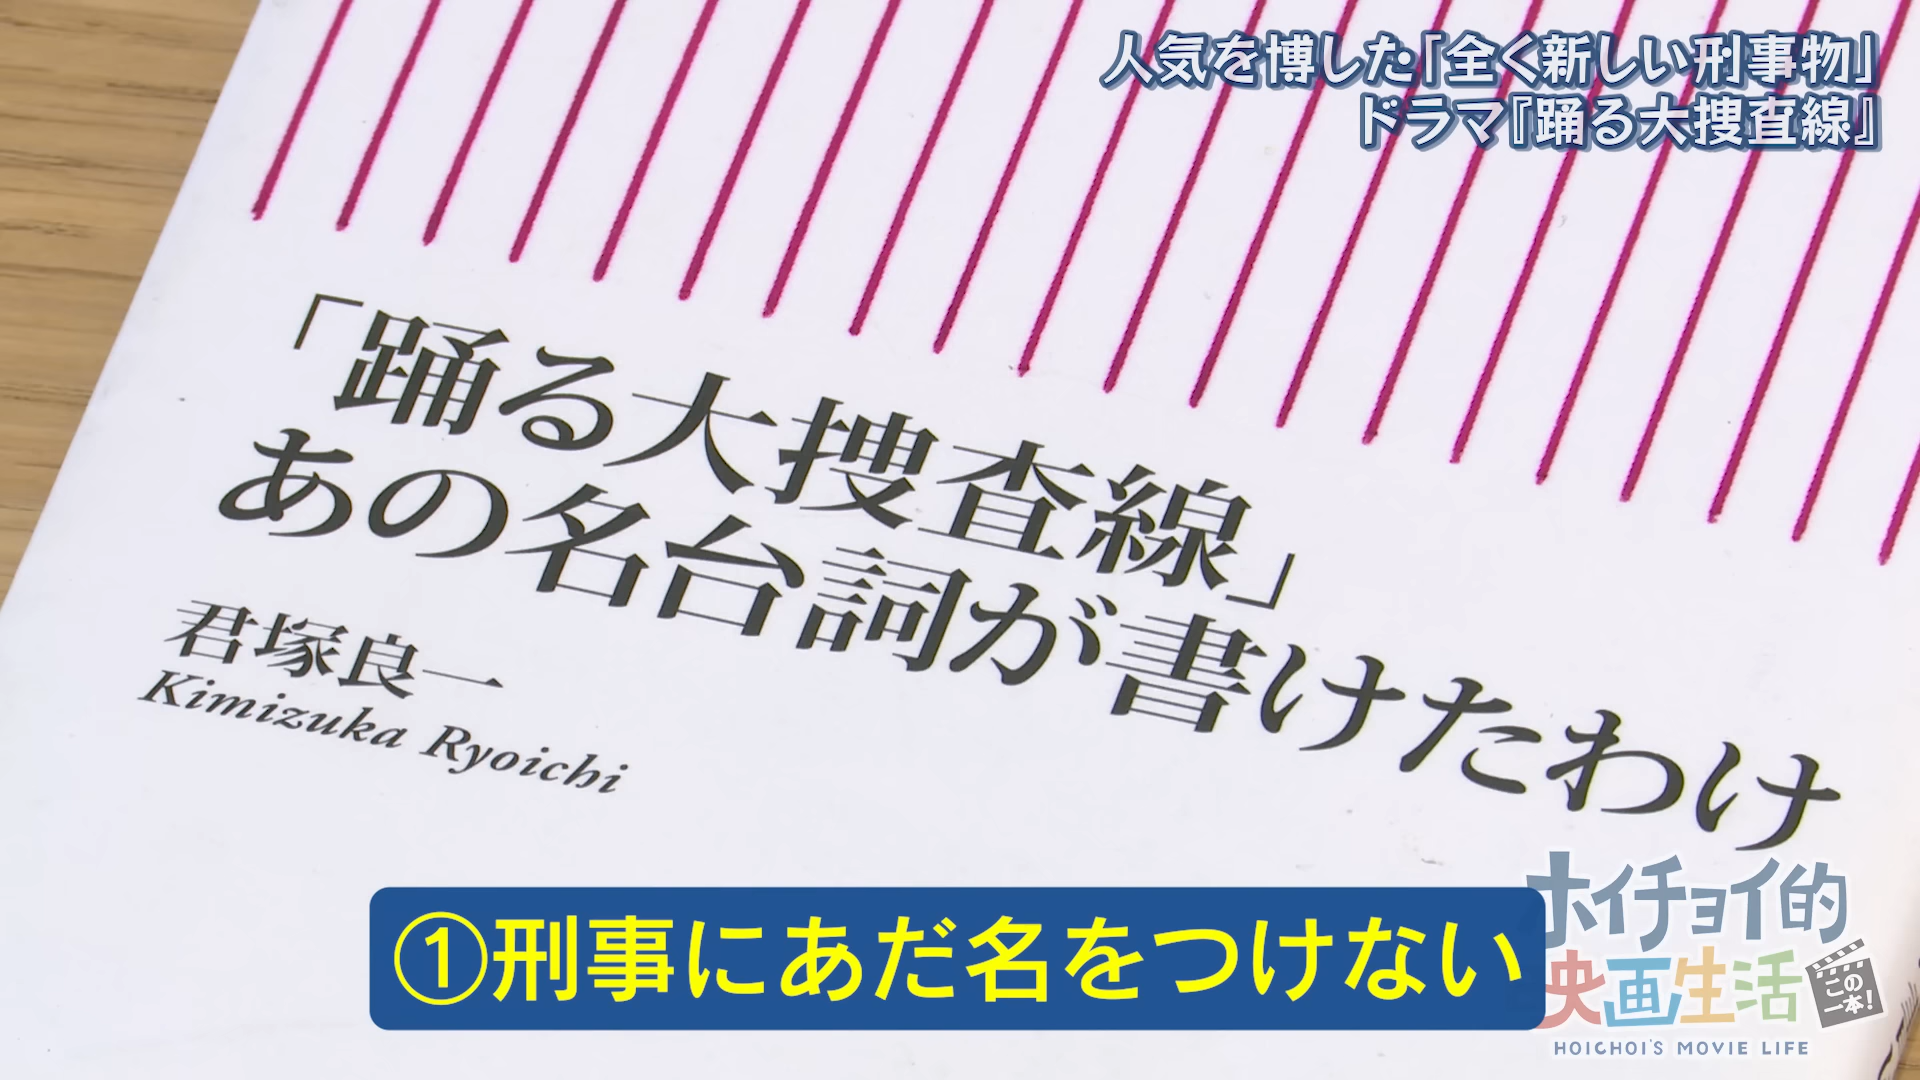 人気を博した「全く新しい刑事物」
ドラマ『踊る大捜査線』
「踊る大捜査線」
あの名台詞が書けたわけ
君塚良一
Kimizuka Ryoichi
①刑事にあだ名をつけない
ホイチョイ的
映画生活
この
一本!
HOICHOI'S MOVIE LIFE